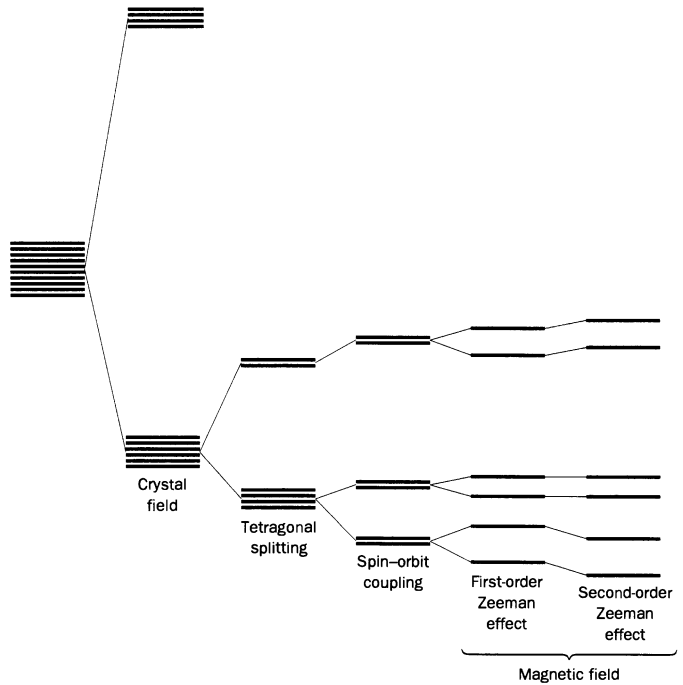 Crystal
field
Tetragonal
splitting
Spin–orbit
coupling
First-order
Zeeman
effect
Second-order
Zeeman
effect
Magnetic field